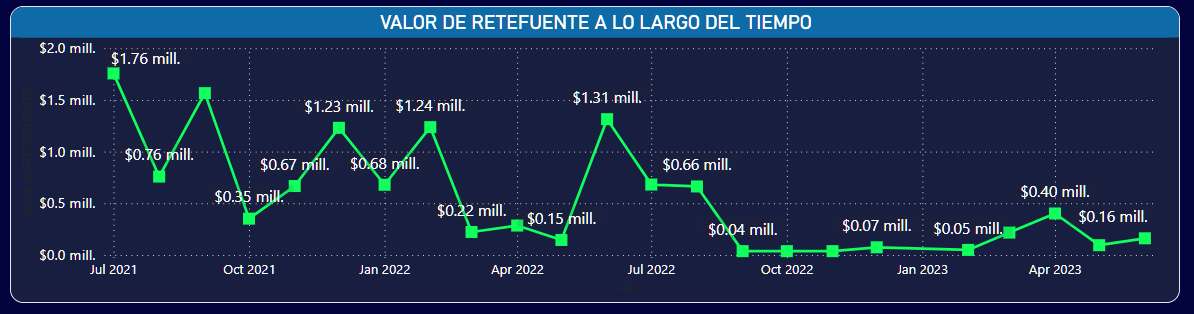 VALOR DE RETEFUENTE A LO LARGO DEL TIEMPO
$2.0 mill.
$1.76 mill.
$1.5 mill.
$1.23 mill.
$1.24 mill.
$1.31 mill.
$1.0 mill.
$0.76 mill.
$0.67 mill.
$0.68 mill.
$0.66 mill.
$0.5 mill.
$0.35 mill.
$0.22 mill.
$0.15 mill.
$0.04 mill.
$0.07 mill.
$0.05 mill.
$0.40 mill.
$0.16 mill.
$0.0 mill.
Jul 2021
Oct 2021
Jan 2022
Apr 2022
Jul 2022
Oct 2022
Jan 2023
Apr 2023